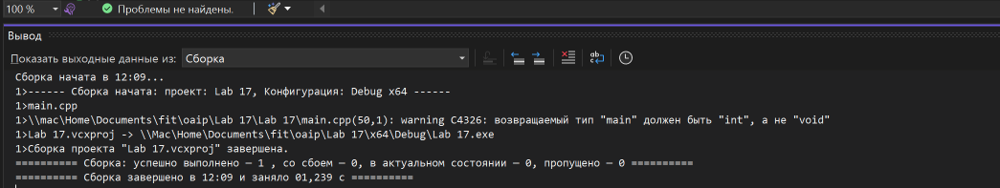 100 % Проблемы не найдены.
Вывод
Показать выходные данные из: Сборка
Сборка начата в 12:09...
1>------ Сборка начата: проект: Lab 17, Конфигурация: Debug x64 ------
1>main.cpp
1>\\mac\Home\Documents\fit\oaip\Lab 17\Lab 17\main.cpp(50,1): warning C4326: возвращаемый тип "main" должен быть "int", а не "void"
1>Lab 17.vcxproj -> \\Mac\Home\Documents\fit\oaip\Lab 17\x64\Debug\Lab 17.exe
1>Сборка проекта "Lab 17.vcxproj" завершена.
========== Сборка: успешно выполнено — 1 , со сбоем — 0, в актуальном состоянии — 0, пропущено — 0 ==========
========== Сборка завершено в 12:09 и заняло 01,239 с ==========